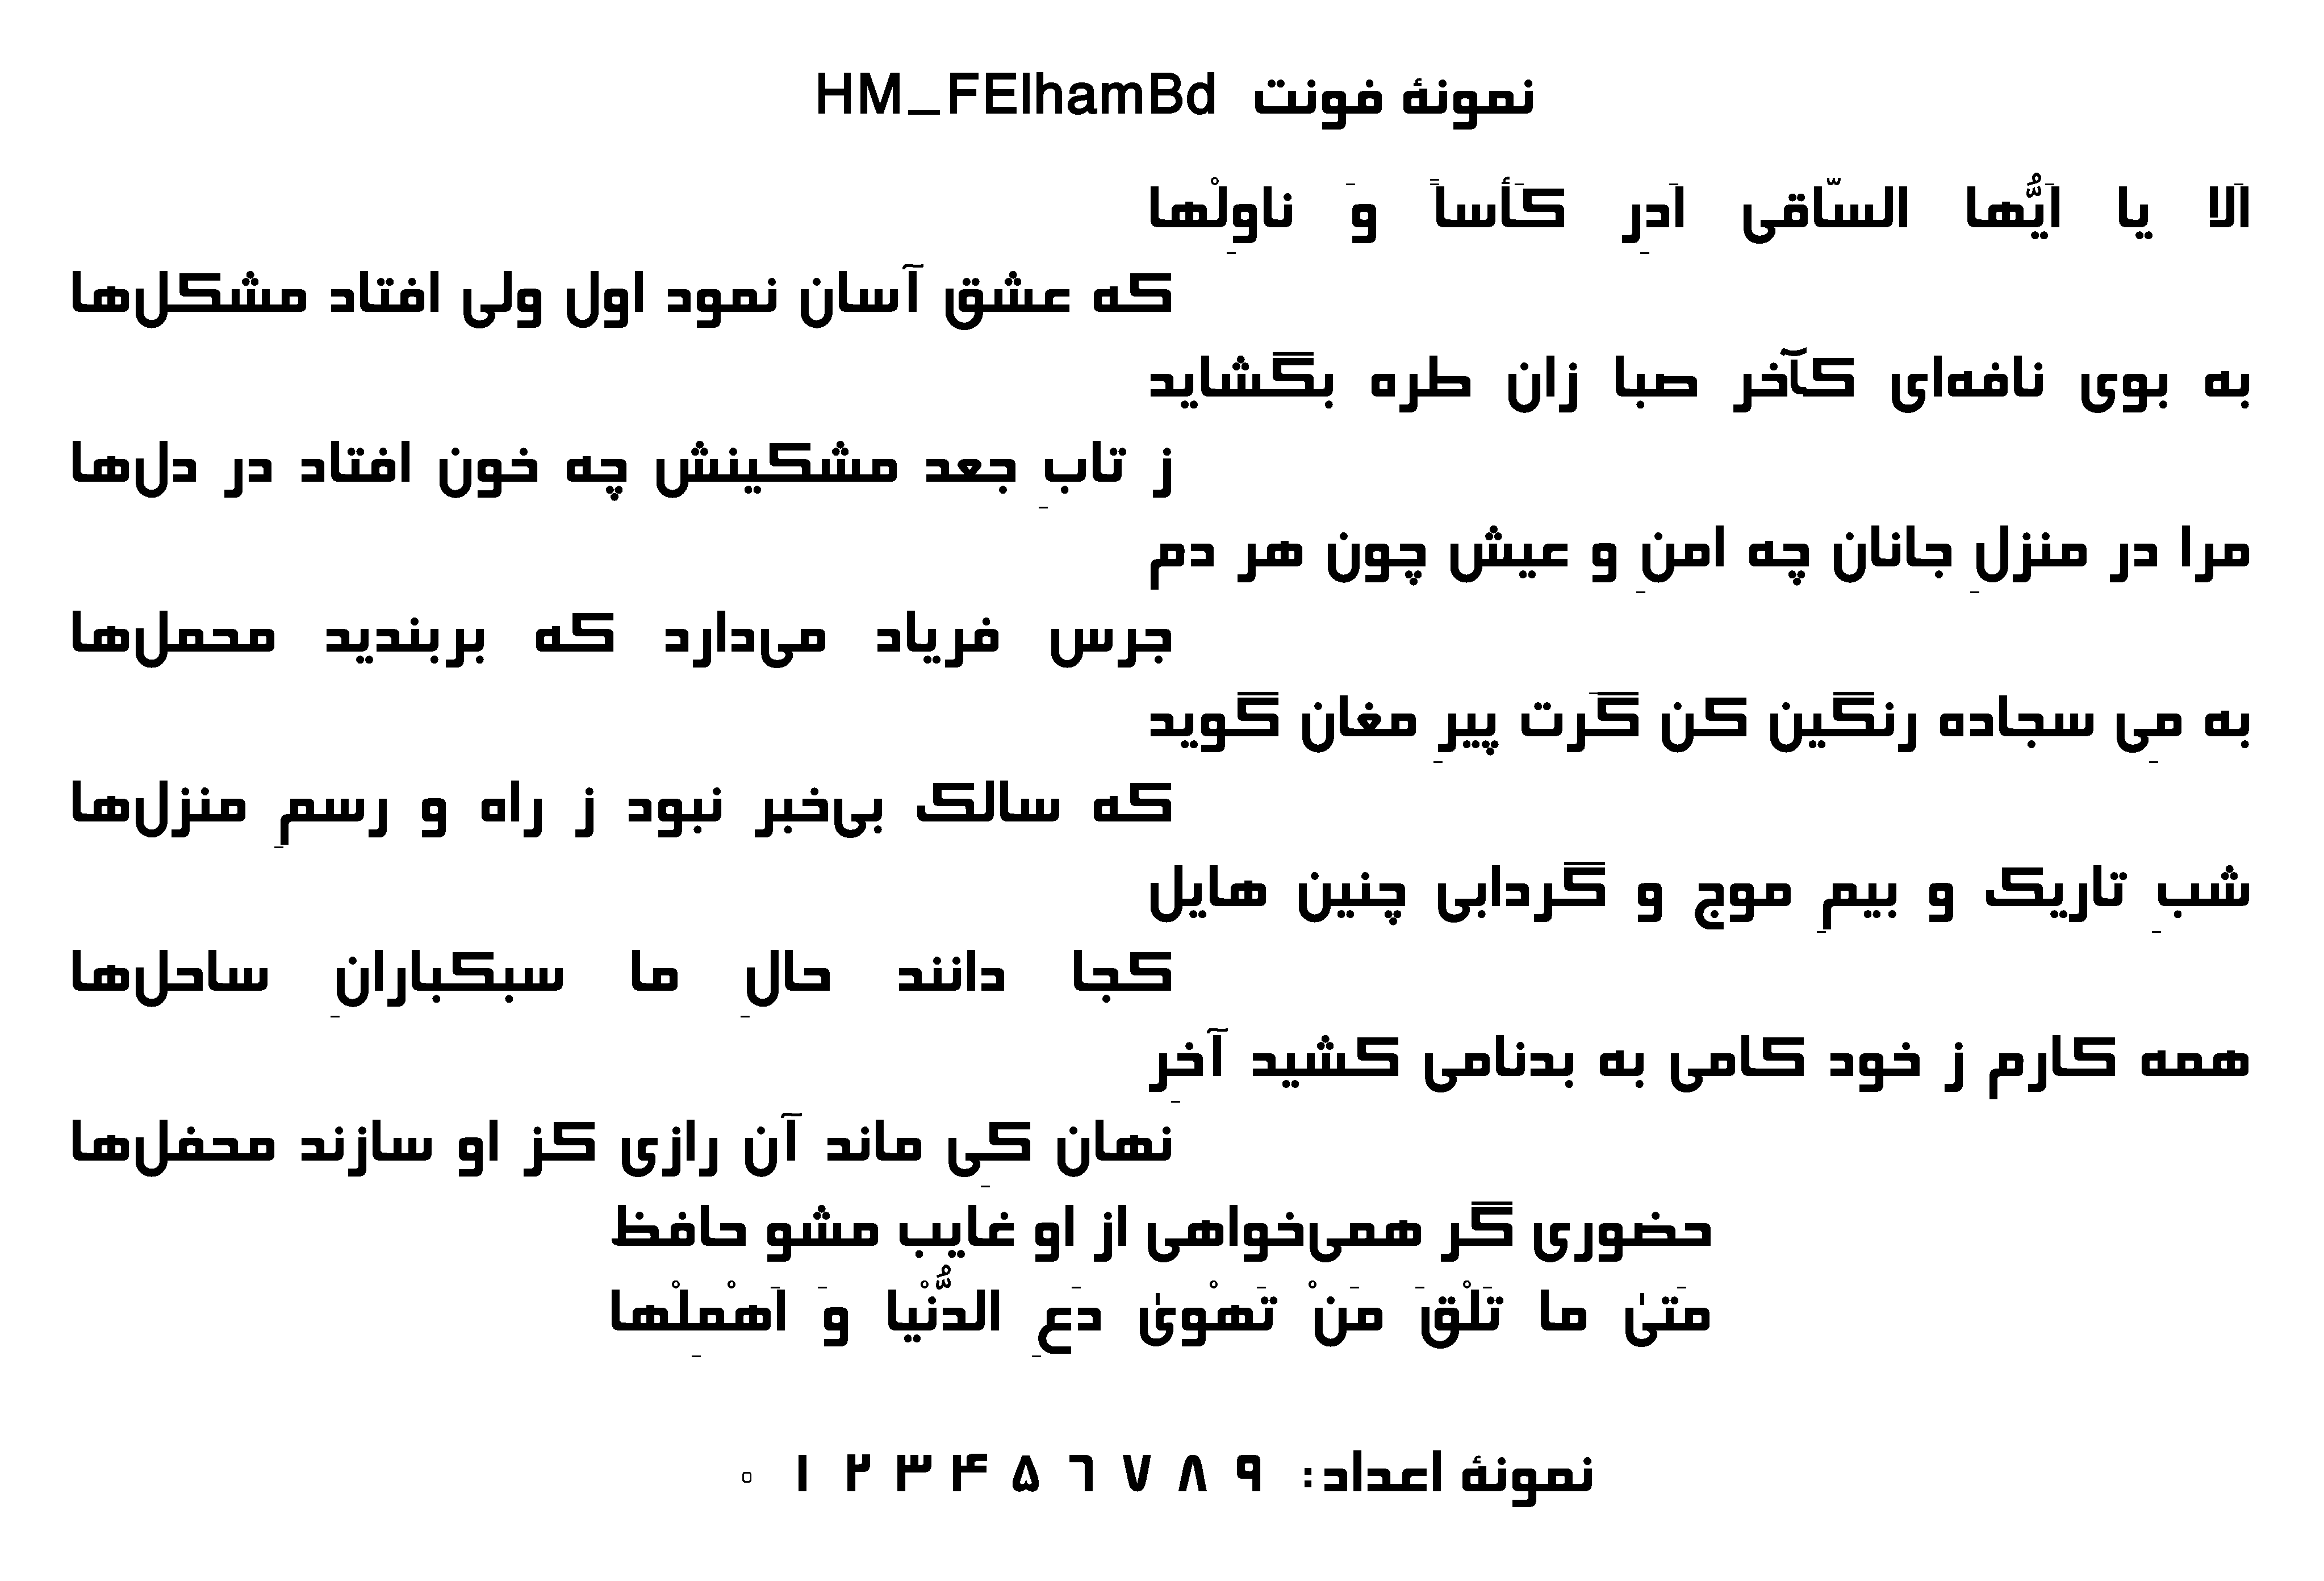 نمونهٔ فونت HM_FElhamBd
اَلا یا اَیُّها السّاقی اَدرِ کَأساً وَ ناوِلْها
که عشق آسان نمود اول ولی افتاد مشکل‌ها
به بوی نافه‌ای کآخر صبا زان طره بگشاید
ز تابِ جعد مشکینش چه خون افتاد در دل‌ها
مرا در منزلِ جانان چه امنِ و عیش چون هر دم
جرس فریاد می‌دارد که بربندید محمل‌ها
به مِی سجاده رنگین کن گَرت پیرِ مغان گوید
که سالک بی‌خبر نبود ز راه و رسمِ منزل‌ها
شبِ تاریک و بیمِ موج و گردابی چنین هایل
کجا دانند حالِ ما سبکبارانِ ساحل‌ها
همه کارم ز خود کامی به بدنامی کشید آخرِ
نهان کِی ماند آن رازی کز او سازند محفل‌ها
حضوری گر همی‌خواهی از او غایب مشو حافظ
مَتیٰ ما تَلْقَ مَنْ تَهْویٰ دَعِ الدُّنْیا وَ اَهْمِلْها
نمونهٔ اعداد: ۹ ۸ ۷ ۶ ۵ ۴ ۳ ۲ ۱ ۰